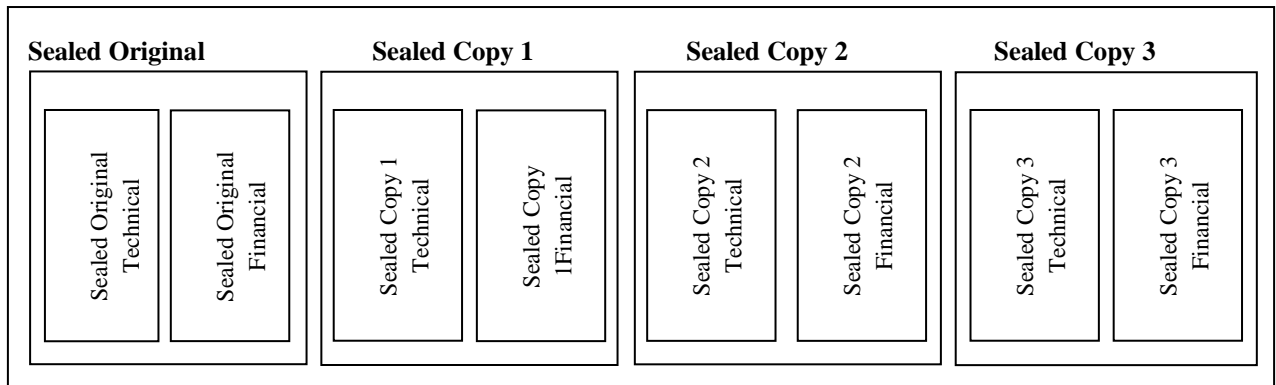 Sealed Original
Sealed Copy 1
Sealed Copy 2
Sealed Copy 3
Sealed Original
Technical
Sealed Original
Financial
Sealed Copy 1
Technical
Sealed Copy
1Financial
Sealed Copy 2
Technical
Sealed Copy 2
Financial
Sealed Copy 3
Technical
Sealed Copy 3
Financial